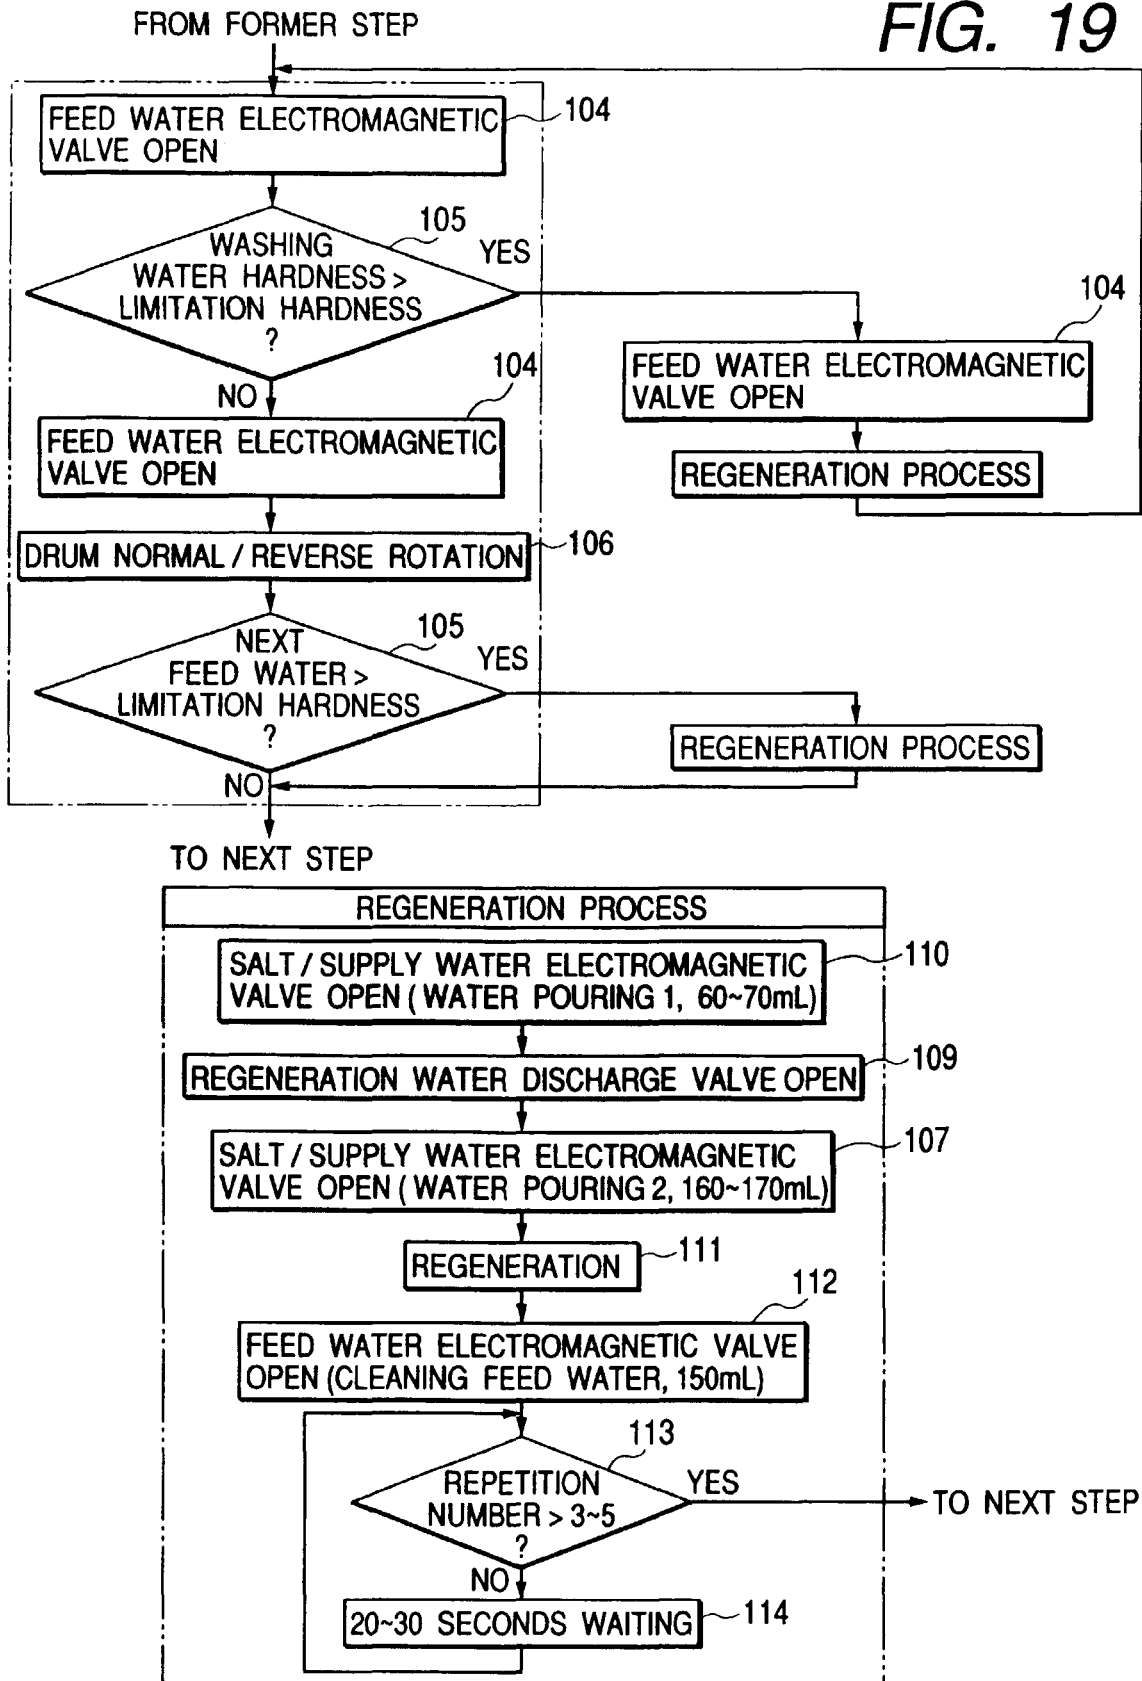 FIG. 19
FROM FORMER STEP
FEED WATER ELECTROMAGNETIC
VALVE OPEN
104
WASHING
WATER HARDNESS >
LIMITATION HARDNESS
?
105
YES
NO
104
FEED WATER ELECTROMAGNETIC
VALVE OPEN
REGENERATION PROCESS
104
FEED WATER ELECTROMAGNETIC
VALVE OPEN
DRUM NORMAL / REVERSE ROTATION
106
NEXT
FEED WATER >
LIMITATION HARDNESS
?
105
YES
REGENERATION PROCESS
NO
TO NEXT STEP
REGENERATION PROCESS
SALT / SUPPLY WATER ELECTROMAGNETIC
VALVE OPEN ( WATER POURING 1, 60~70mL)
110
REGENERATION WATER DISCHARGE VALVE OPEN
109
SALT / SUPPLY WATER ELECTROMAGNETIC
VALVE OPEN ( WATER POURING 2, 160~170mL)
107
REGENERATION
111
112
FEED WATER ELECTROMAGNETIC VALVE
OPEN (CLEANING FEED WATER, 150mL)
113
REPETITION
NUMBER > 3~5
?
YES
TO NEXT STEP
NO
20~30 SECONDS WAITING
114